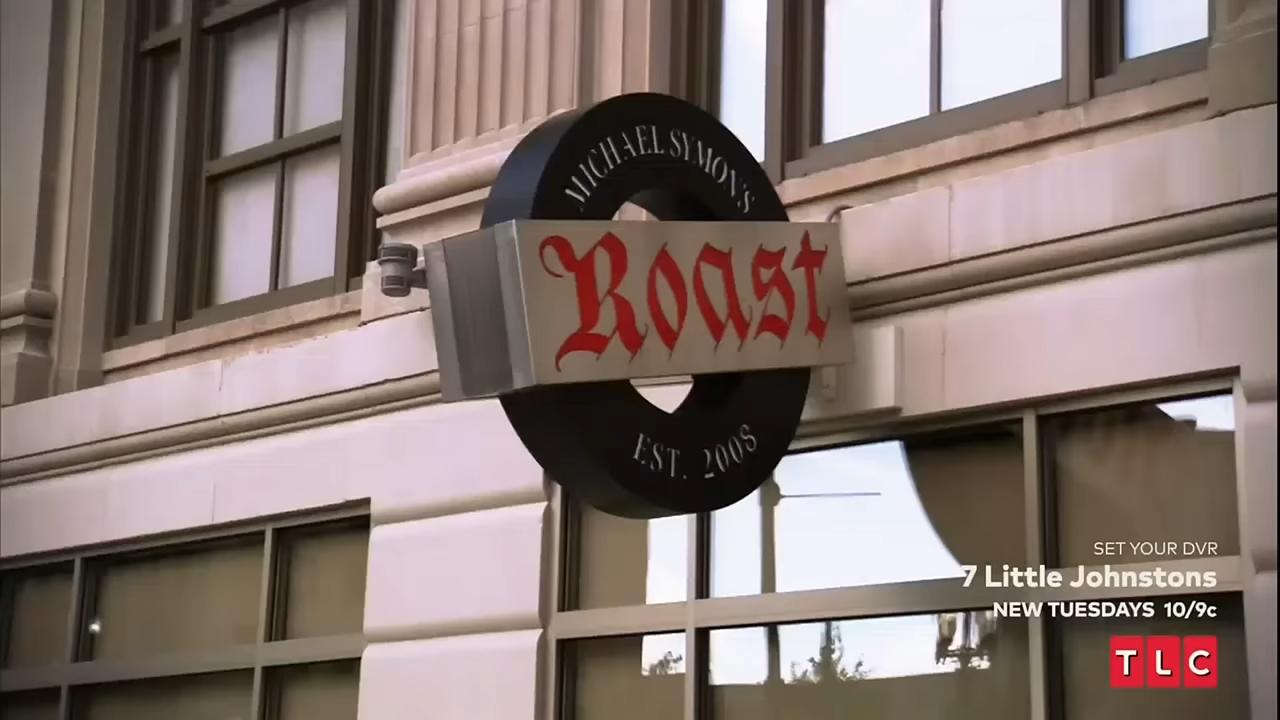 MICHAEL SYMON'S
Roast
EST. 2008
SET YOUR DVR
7 Little Johnstons
NEW TUESDAYS 10/9c
TLC